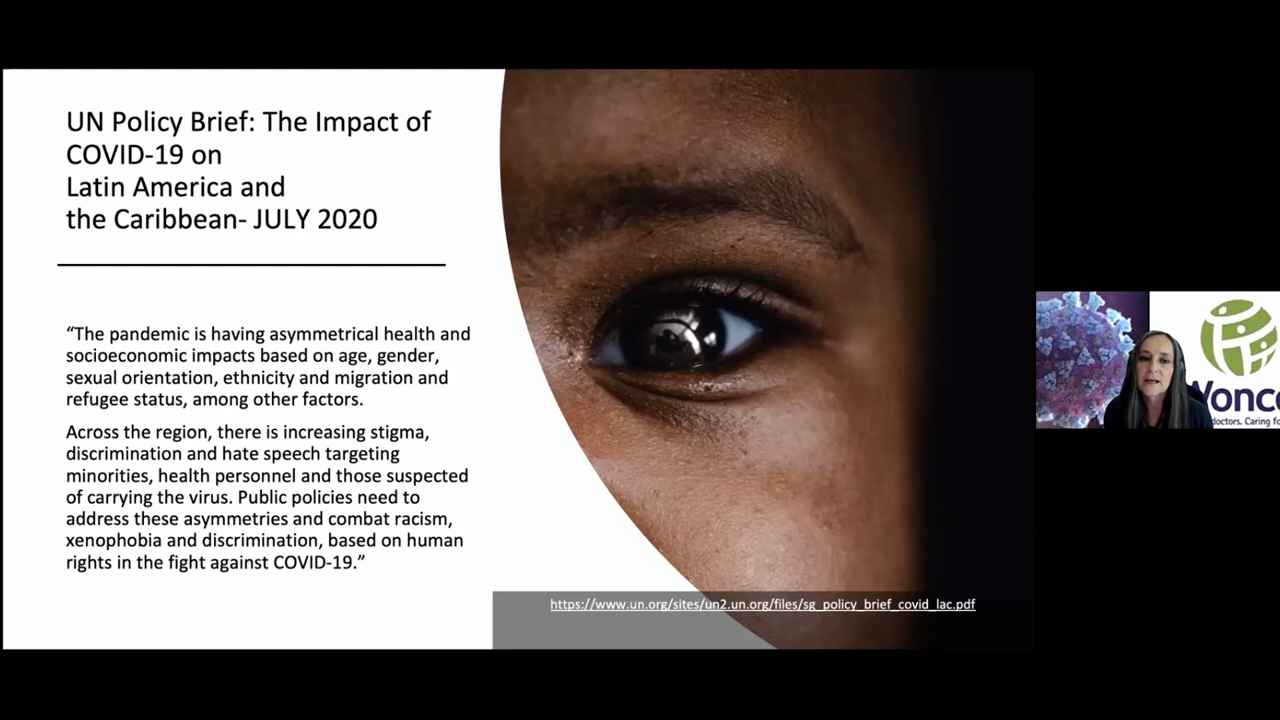 UN Policy Brief: The Impact of
COVID-19 on
Latin America and
the Caribbean- JULY 2020
“The pandemic is having asymmetrical health and
socioeconomic impacts based on age, gender,
sexual orientation, ethnicity and migration and
refugee status, among other factors.
Across the region, there is increasing stigma,
discrimination and hate speech targeting
minorities, health personnel and those suspected
of carrying the virus. Public policies need to
address these asymmetries and combat racism,
xenophobia and discrimination, based on human
rights in the fight against COVID-19.”
https://www.un.org/sites/un2.un.org/files/sg_policy_brief_covid_lac.pdf
doctors. Caring